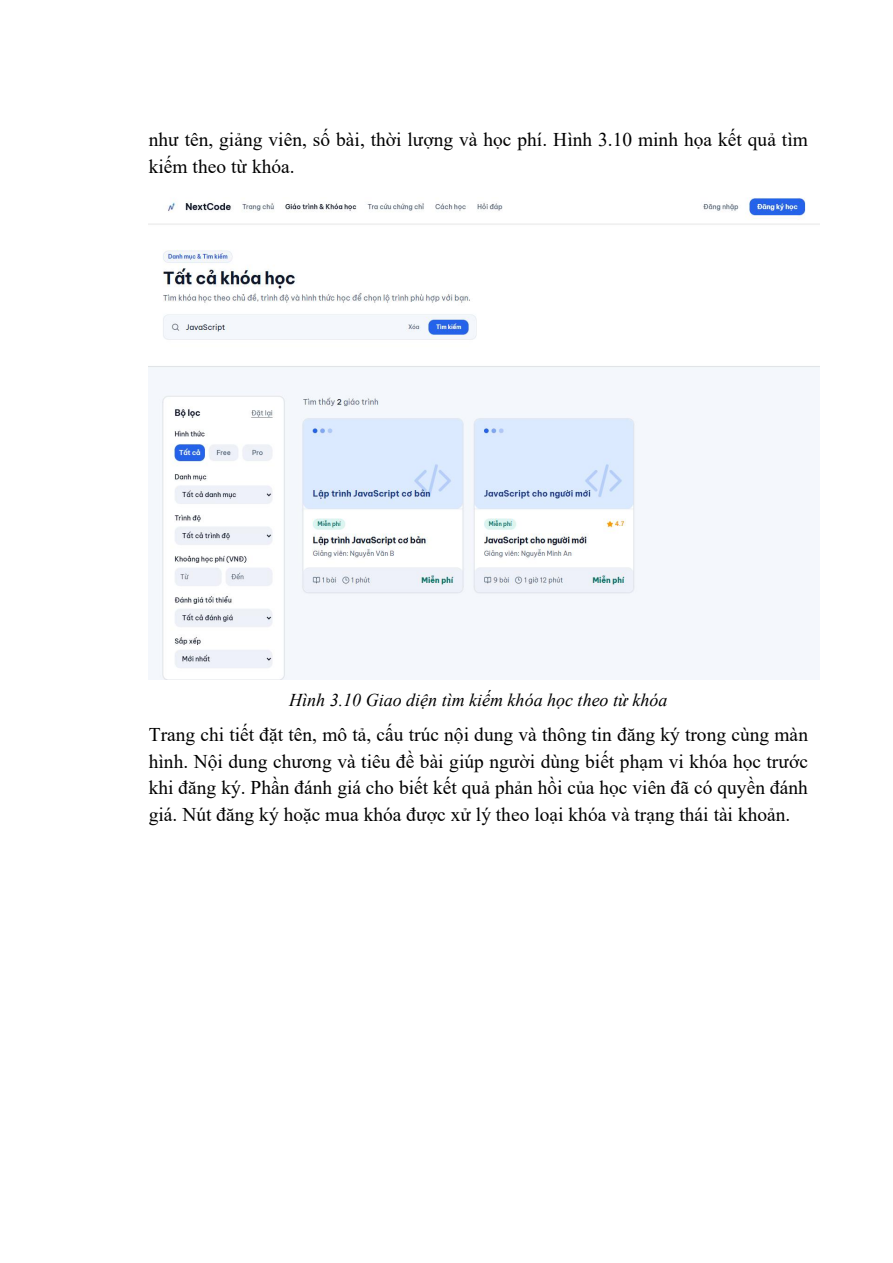 như tên, giảng viên, số bài, thời lượng và học phí. Hình 3.10 minh họa kết quả tìm
kiếm theo từ khóa.
NextCode Trang chủ Giáo trình & Khóa học Tra cứu chứng chỉ Cách học Hỏi đáp Đăng nhập Đăng ký học
Danh mục & Tìm kiếm
Tất cả khóa học
Tìm khóa học theo chủ đề, trình độ và hình thức học để chọn lộ trình phù hợp với bạn.
JavaScript Xóa Tìm kiếm
Bộ lọc Đặt lại
Hình thức
Tất cả Free Pro
Danh mục
Tất cả danh mục
Trình độ
Tất cả trình độ
Khoảng học phí (VNĐ)
Từ Đến
Đánh giá tối thiểu
Tất cả đánh giá
Sắp xếp
Mới nhất
Tìm thấy 2 giáo trình
Lập trình JavaScript cơ bản
Miễn phí
Lập trình JavaScript cơ bản
Giảng viên: Nguyễn Văn B
1 bài 1 phút Miễn phí
</> JavaScript cho người mới
Miễn phí 4.7
JavaScript cho người mới
Giảng viên: Nguyễn Minh An
9 bài 1 giờ 12 phút Miễn phí
Hình 3.10 Giao diện tìm kiếm khóa học theo từ khóa
Trang chi tiết đặt tên, mô tả, cấu trúc nội dung và thông tin đăng ký trong cùng màn
hình. Nội dung chương và tiêu đề bài giúp người dùng biết phạm vi khóa học trước
khi đăng ký. Phần đánh giá cho biết kết quả phản hồi của học viên đã có quyền đánh
giá. Nút đăng ký hoặc mua khóa được xử lý theo loại khóa và trạng thái tài khoản.